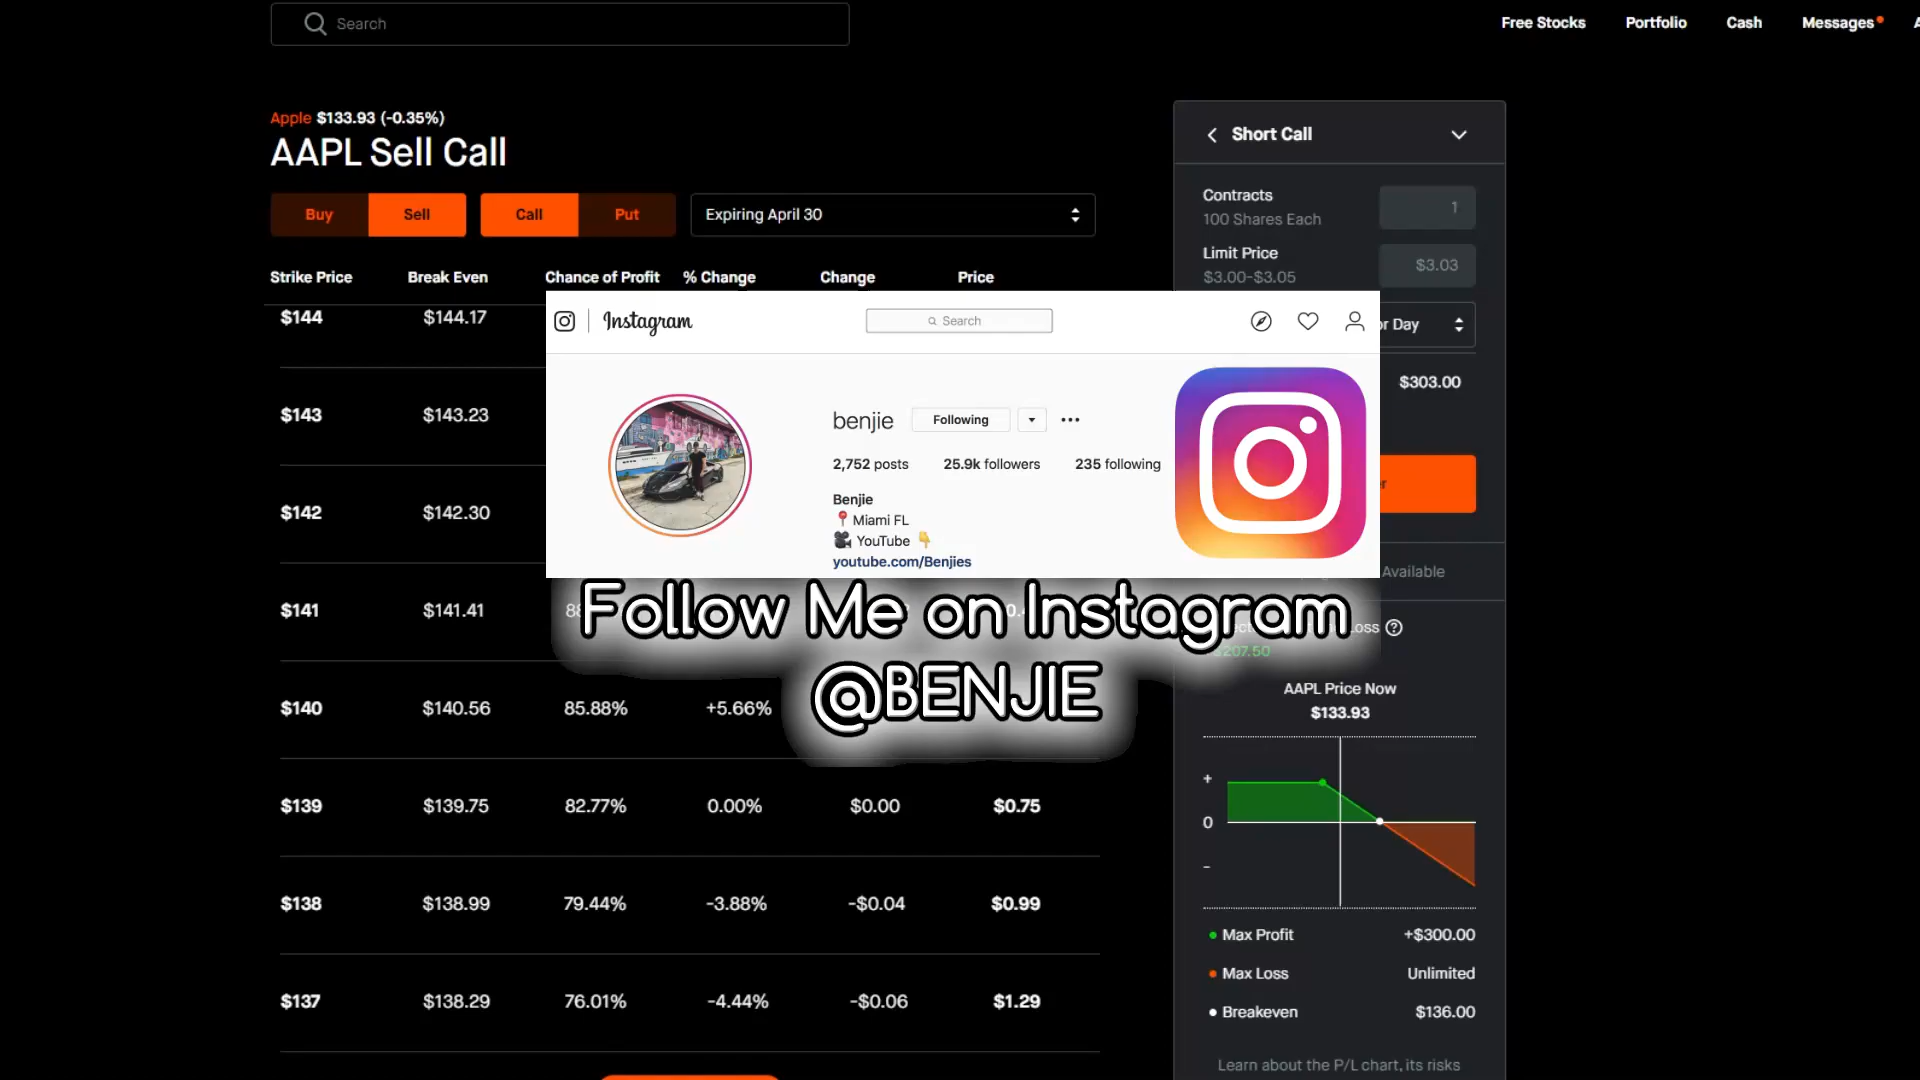 Search
Free Stocks Portfolio Cash Messages
Apple $133.93 (-0.35%)
AAPL Sell Call
Buy Sell Call Put Expiring April 30
Strike Price Break Even Chance of Profit % Change Change Price
$144 $144.17
$143 $143.23
$142 $142.30
$141 $141.41
$140 $140.56 85.88% +5.66%
$139 $139.75 82.77% 0.00% $0.00 $0.75
$138 $138.99 79.44% -3.88% -$0.04 $0.99
$137 $138.29 76.01% -4.44% -$0.06 $1.29
Instagram
Search
benjie Following
2,752 posts 25.9k followers 235 following
Benjie
Miami FL
YouTube
youtube.com/Benjies
Follow Me on Instagram
@BENJIE
Short Call
Contracts 1
100 Shares Each
Limit Price $3.03
$3.00-$3.05
Day
$303.00
Available
AAPL Price Now
$133.93
+
0
-
Max Profit +$300.00
Max Loss Unlimited
Breakeven $136.00
Learn about the P/L chart, its risks